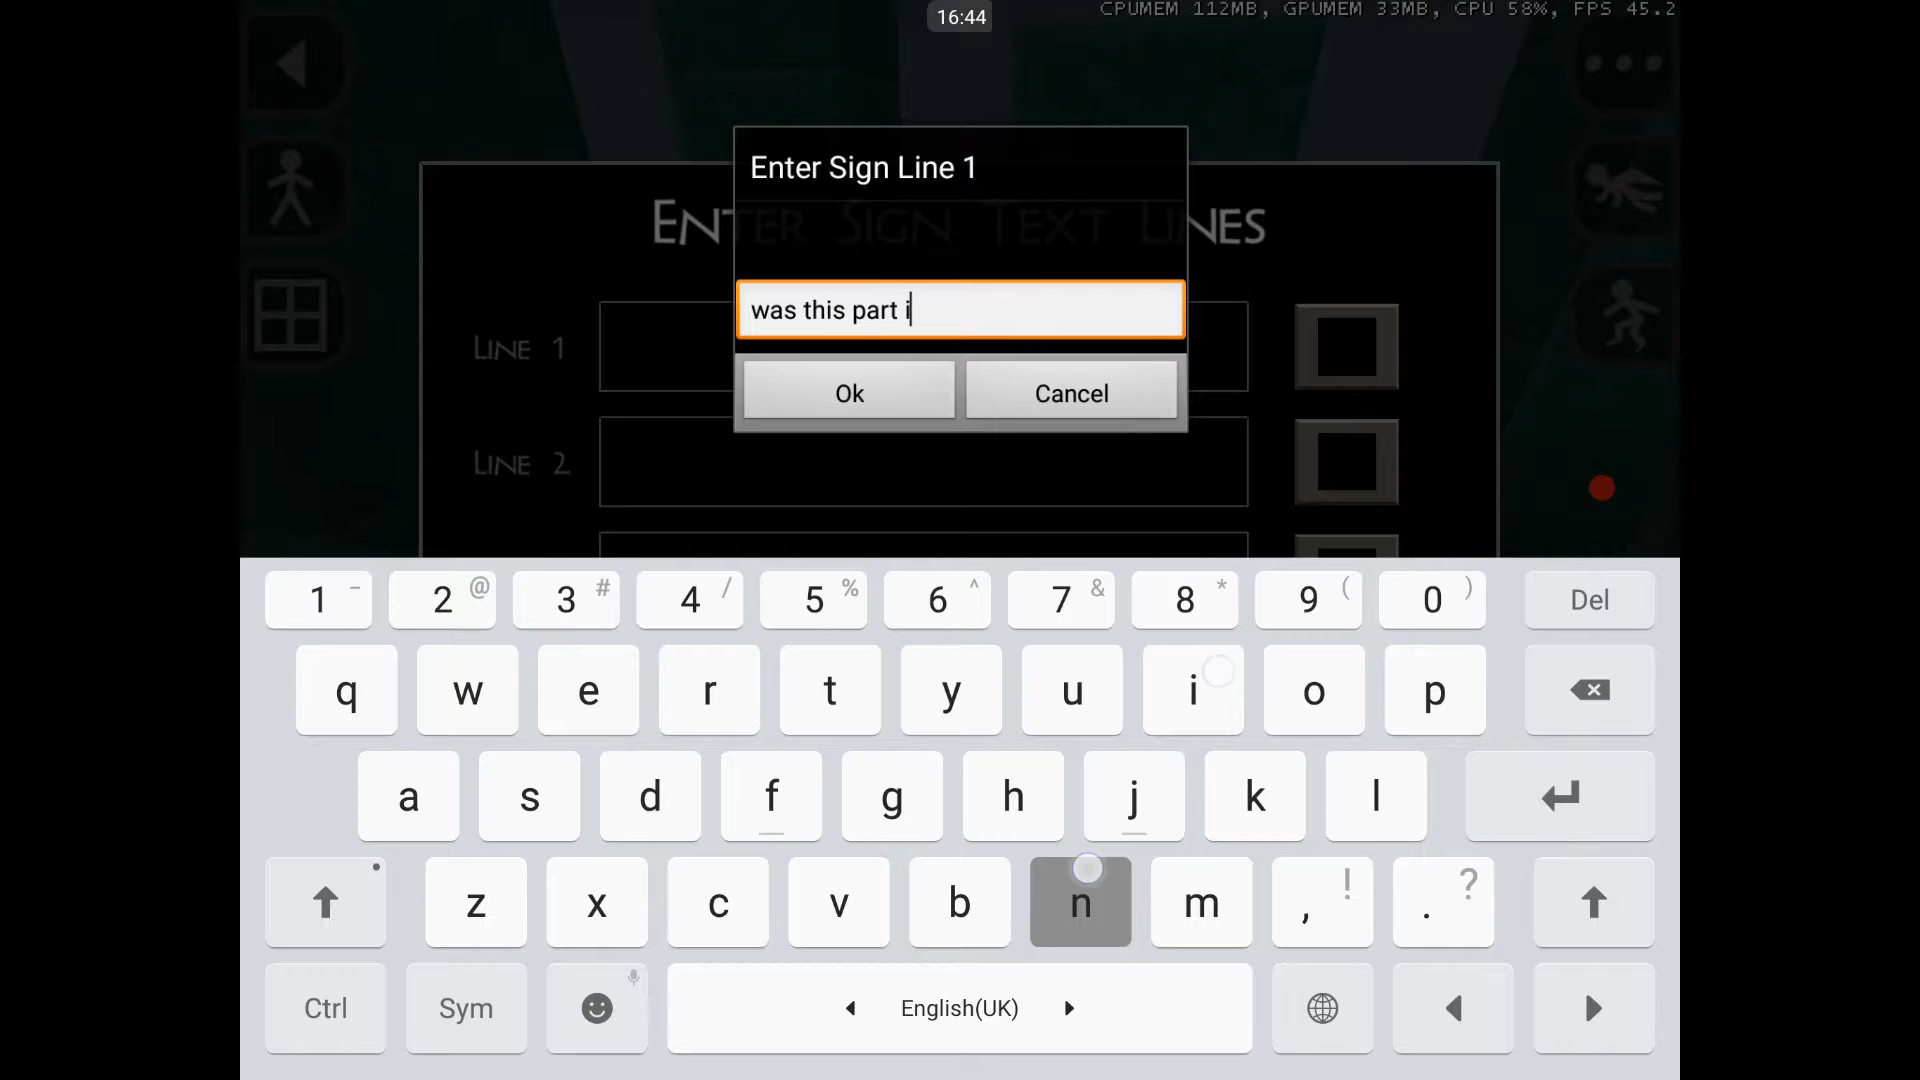 16:44
CPUMEM 112MB, GPUMEM 33MB, CPU 58%, FPS 45.2
Enter Sign Line 1
Enter Sign Text Lines
was this part i
Line 1
Ok Cancel
Line 2
1 - 2 @ 3 # 4 / 5 % 6 ^ 7 & 8 * 9 ( 0 ) Del
q w e r t y u i o p
a s d f g h j k l
z x c v b n m , ! . ?
Ctrl Sym English(UK)